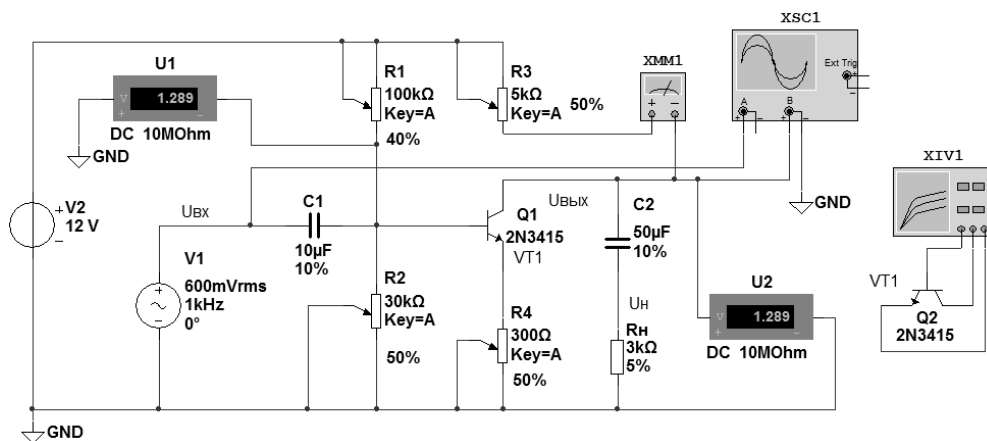 XSC1
Ext Trig
+
-
A
B
+ - + -
U1
V
1.289
+ -
DC 10MOhm
GND
R1
100kΩ
Key=A
40%
R3
5kΩ
Key=A
50%
XMM1
+ -
GND
XIV1
V2
12 V
+
-
Uвх
C1
10µF
10%
Q1
2N3415
VT1
Uвых
C2
50µF
10%
V1
600mVrms
1kHz
0°
R2
30kΩ
Key=A
50%
R4
300Ω
Key=A
50%
Uн
Rн
3kΩ
5%
U2
V
1.289
+ -
DC 10MOhm
VT1
Q2
2N3415
GND